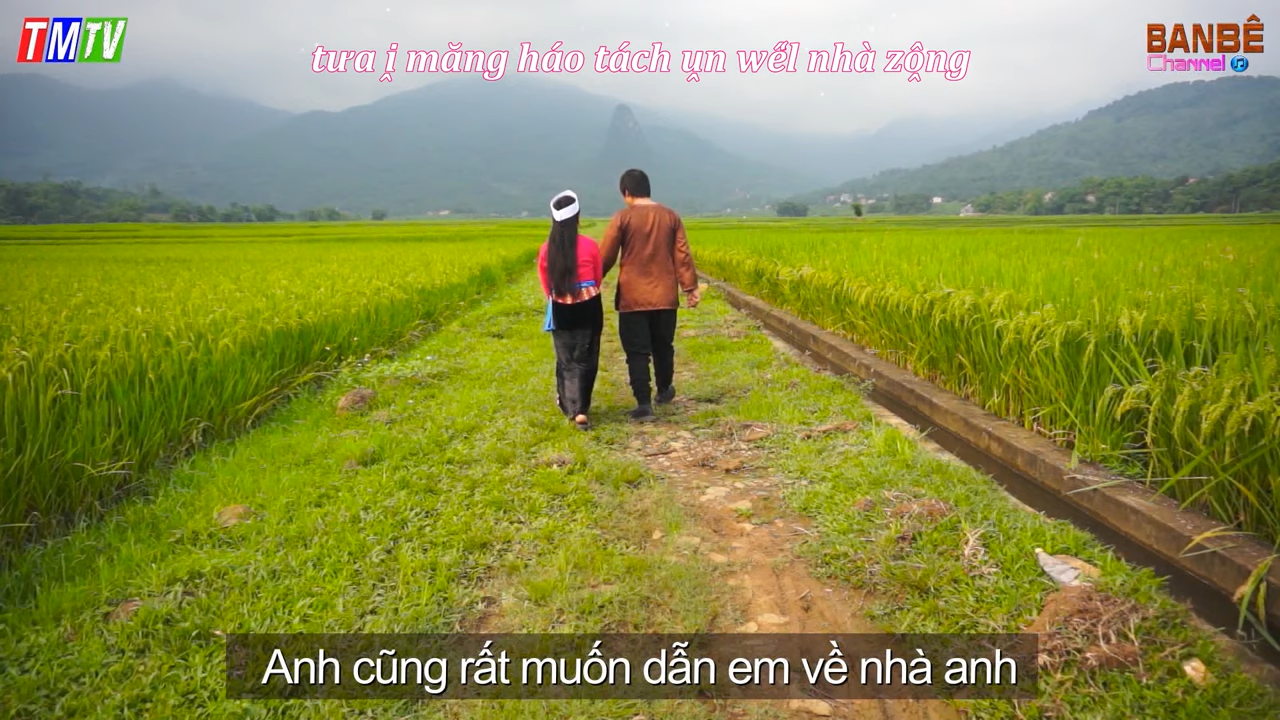 TMTV
BANBÊ
Channel
tưa ị măng háo tách ụn wểl nhà zộng
Anh cũng rất muốn dẫn em về nhà anh